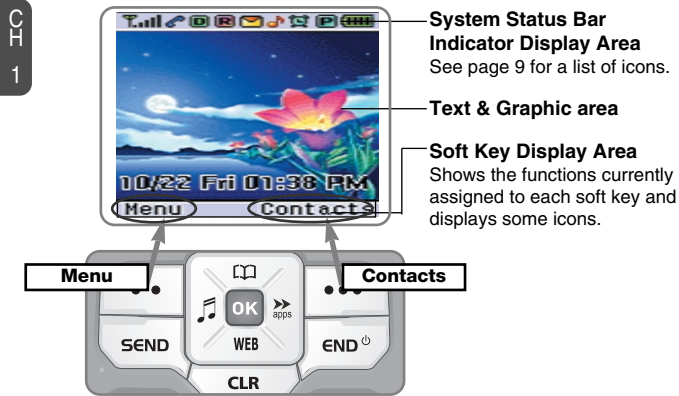 CH
1
System Status Bar
Indicator Display Area
See page 9 for a list of icons.
Text & Graphic area
Soft Key Display Area
Shows the functions currently
assigned to each soft key and
displays some icons.
D R P
10/22 Fri 01:38 PM
Menu Contacts
Menu Contacts
OK apps
SEND WEB END
CLR